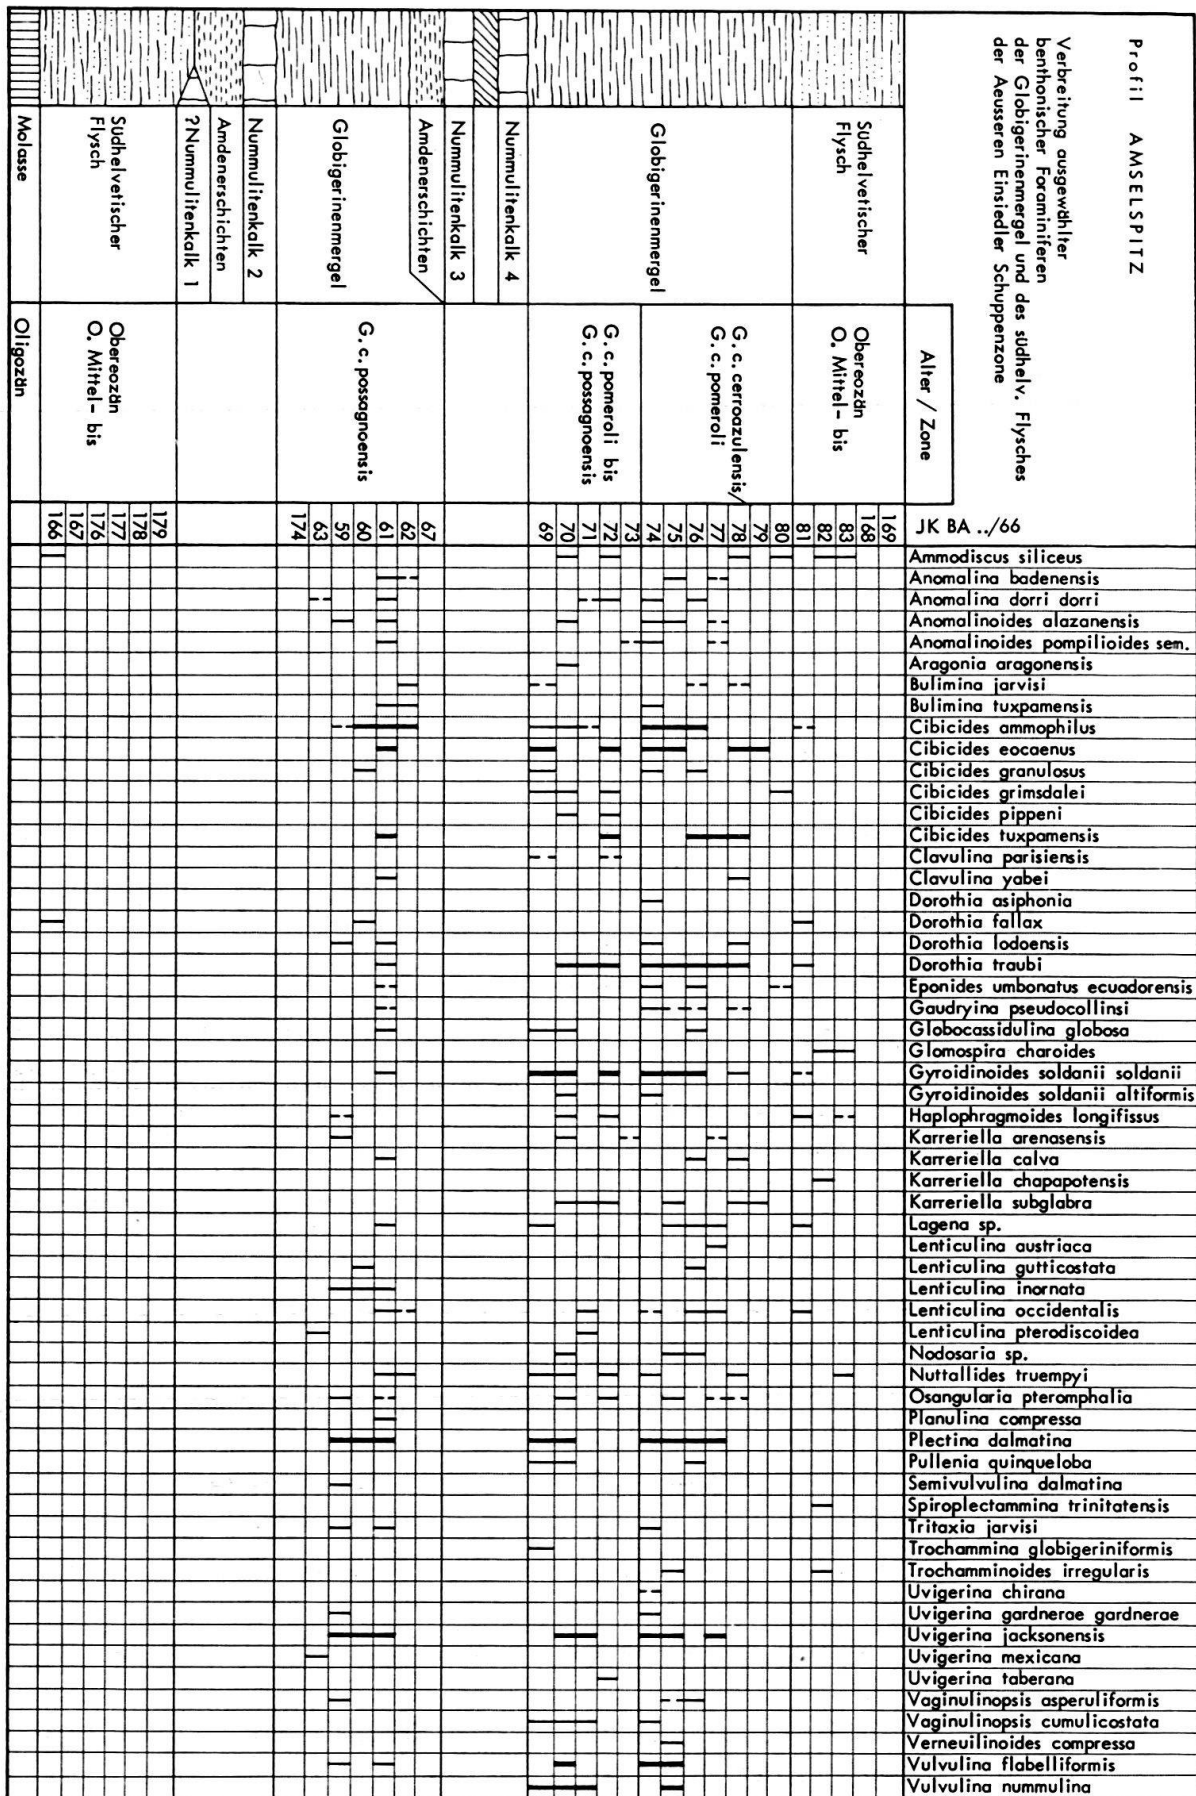 Profil AMSELSPITZ
Verbreitung ausgewählter
benthonischer Foraminiferen
der Globigerinenmergel und des südhelv. Flysches
der Aeusseren Einsiedler Schuppenzone
Alter / Zone
JK BA ../66
Südhelvetischer
Flysch
Globigerinenmergel
Nummulitenkalk 4
Nummulitenkalk 3
Amdenerschichten
Globigerinenmergel
Nummulitenkalk 2
Amdenerschichten
?Nummulitenkalk 1
Südhelvetischer
Flysch
Molasse
Obereozän
O. Mittel- bis
G. c. cerroazulensis/
G. c. pomeroli
G. c. pomeroli bis
G. c. possagnoensis
G. c. possagnoensis
Obereozän
O. Mittel- bis
Oligozän
169
168
83
82
81
80
79
78
77
76
75
74
73
72
71
70
69
67
62
61
60
59
63
174
179
178
177
176
167
166
Ammodiscus siliceus
Anomalina badenensis
Anomalina dorri dorri
Anomalinoides alazanensis
Anomalinoides pompilioides sem.
Aragonia aragonensis
Bulimina jarvisi
Bulimina tuxpamensis
Cibicides ammophilus
Cibicides eocaenus
Cibicides granulosus
Cibicides grimsdalei
Cibicides pippeni
Cibicides tuxpamensis
Clavulina parisiensis
Clavulina yabei
Dorothia asiphonia
Dorothia fallax
Dorothia lodoensis
Dorothia traubi
Eponides umbonatus ecuadorensis
Gaudryina pseudocollinsi
Globocassidulina globosa
Glomospira charoides
Gyroidinoides soldanii soldanii
Gyroidinoides soldanii altiformis
Haplophragmoides longifissus
Karreriella arenasensis
Karreriella calva
Karreriella chapapotensis
Karreriella subglabra
Lagena sp.
Lenticulina austriaca
Lenticulina gutticostata
Lenticulina inornata
Lenticulina occidentalis
Lenticulina pterodiscoidea
Nodosaria sp.
Nuttallides truempyi
Osangularia pteromphalia
Planulina compressa
Plectina dalmatina
Pullenia quinqueloba
Semivulvulina dalmatina
Spiroplectammina trinitatensis
Tritaxia jarvisi
Trochammina globigeriniformis
Trochamminoides irregularis
Uvigerina chirana
Uvigerina gardnerae gardnerae
Uvigerina jacksonensis
Uvigerina mexicana
Uvigerina taberana
Vaginulinopsis asperuliformis
Vaginulinopsis cumulicostata
Verneuilinoides compressa
Vulvulina flabelliformis
Vulvulina nummulina